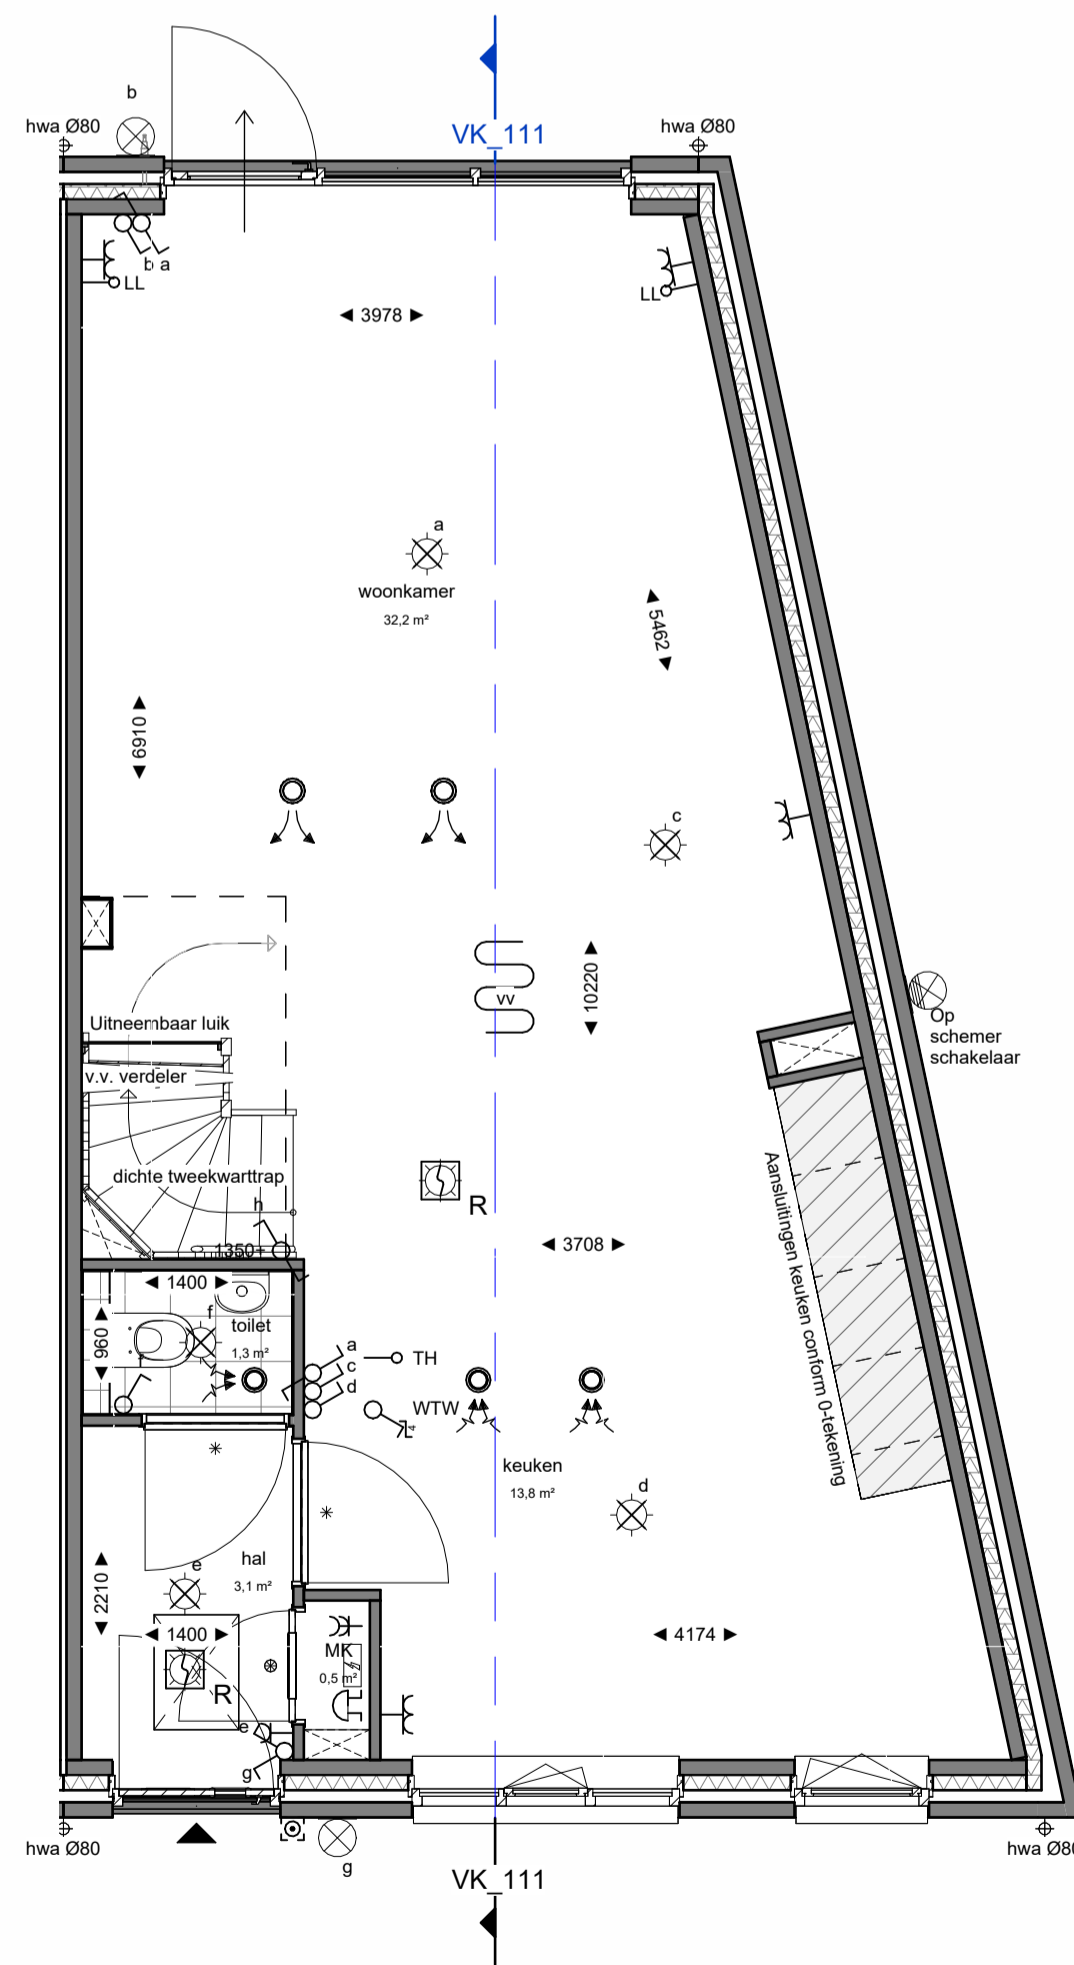 b
hwa Ø80
VK_111
hwa Ø80
b a
LL
LL
3978
a
woonkamer
32,2 m²
5462
6910
c
10220
vv
Op
schemer
schakelaar
Uitneembaar luik
v.v. verdeler
dichte tweekwarttrap
h
R
1350+
3708
Aansluitingen keuken conform 0-tekening
1400
f
toilet
1,3 m²
960
a
c
d
TH
WTW
4
keuken
13,8 m²
d
hal
3,1 m²
e
2210
1400
R
MK
0,5 m²
4174
e
g
hwa Ø80
g
VK_111
hwa Ø80